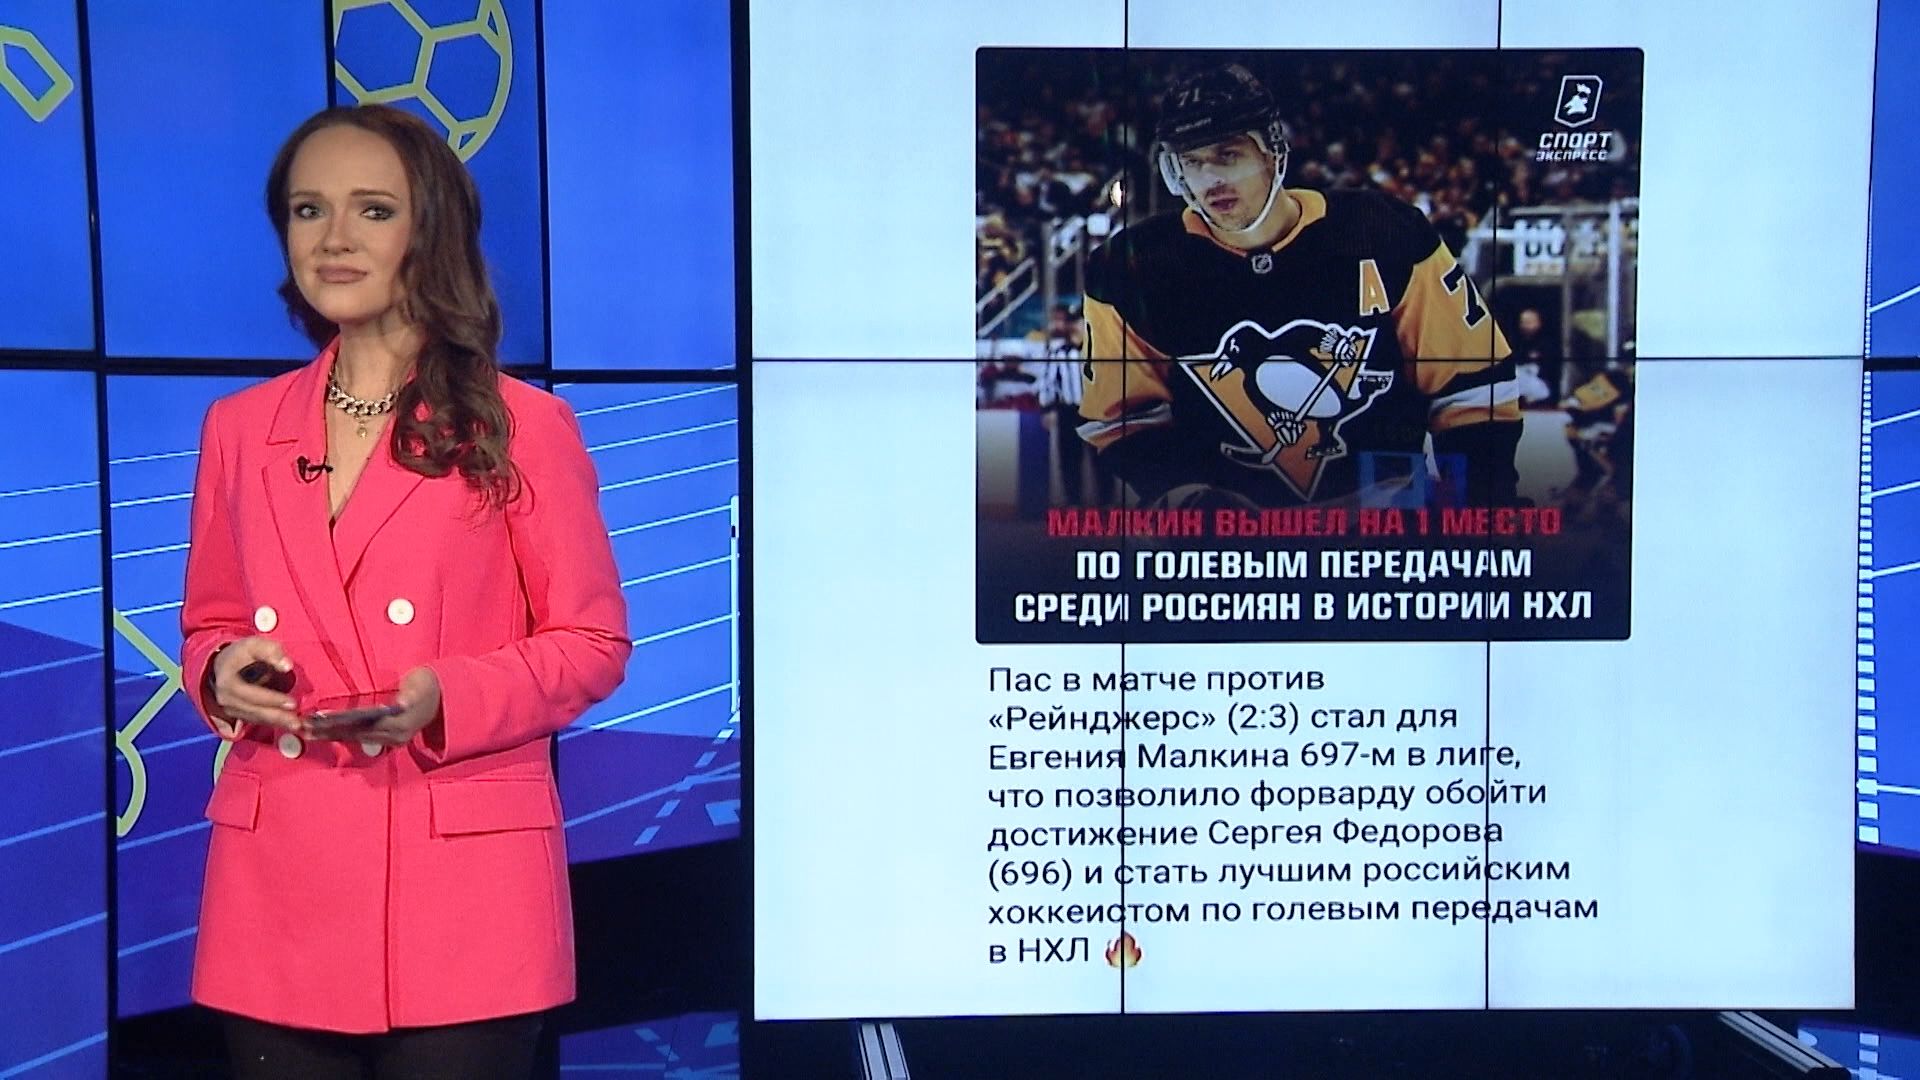 71
СПОРТ
ЭКСПРЕСС
A
7
МАЛКИН ВЫШЕЛ НА 1 МЕСТО
ПО ГОЛЕВЫМ ПЕРЕДАЧАМ
СРЕДИ РОССИЯН В ИСТОРИИ НХЛ
Пас в матче против
«Рейнджерс» (2:3) стал для
Евгения Малкина 697-м в лиге,
что позволило форварду обойти
достижение Сергея Федорова
(696) и стать лучшим российским
хоккеистом по голевым передачам
в НХЛ 🔥